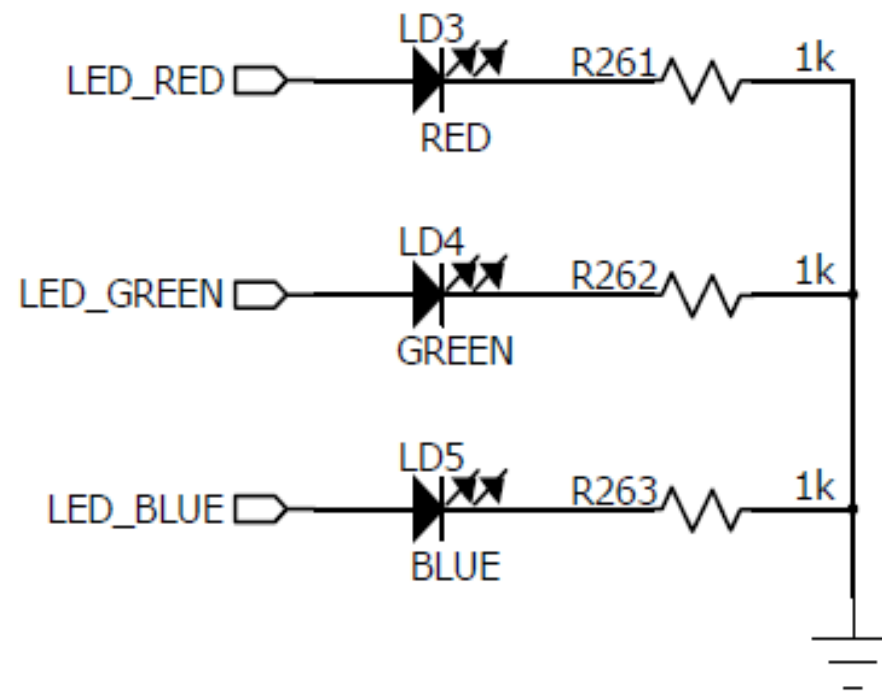 LD3
LED_RED
R261
1k
RED
LD4
LED_GREEN
R262
1k
GREEN
LD5
LED_BLUE
R263
1k
BLUE